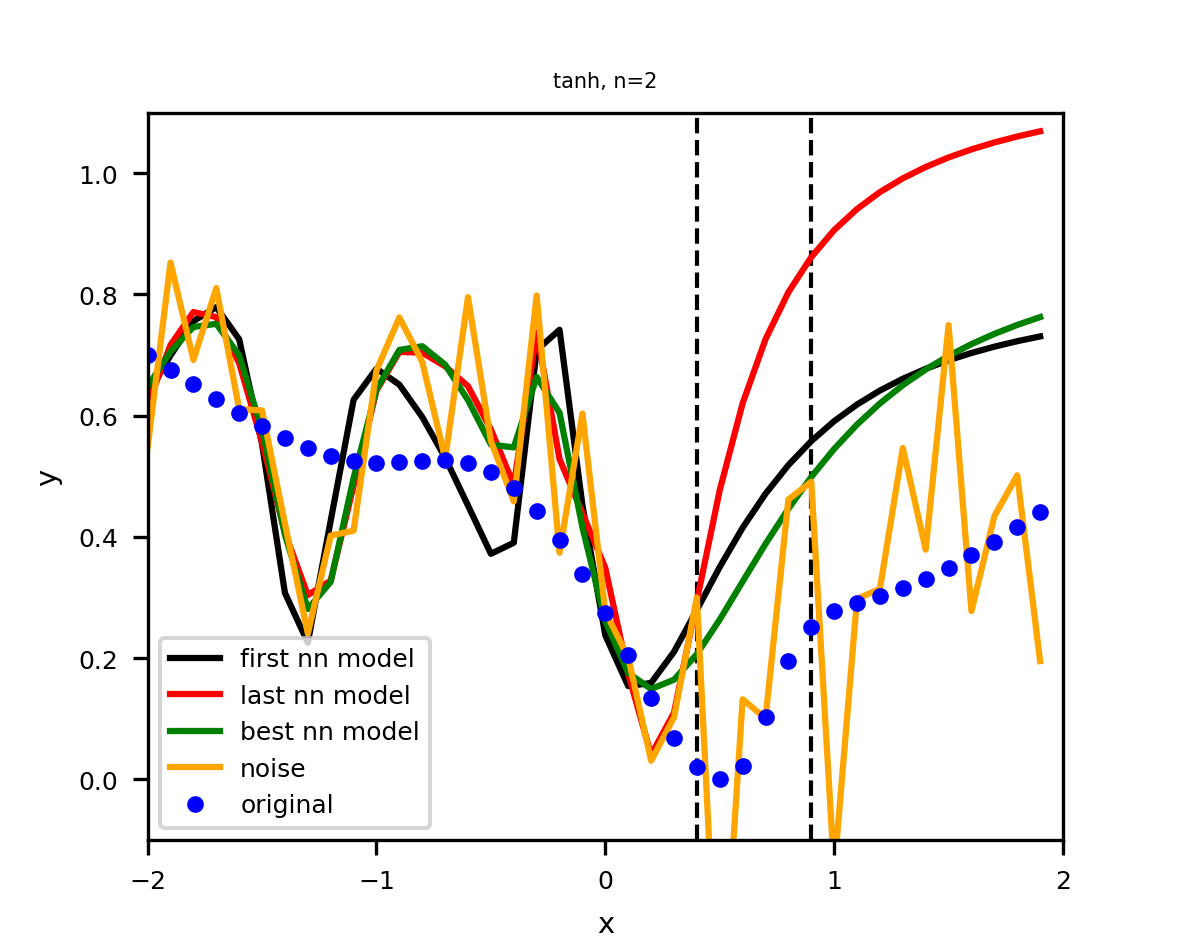 tanh, n=2
y
1.0
0.8
0.6
0.4
0.2
0.0
first nn model
last nn model
best nn model
noise
original
−2
−1
0
1
2
x